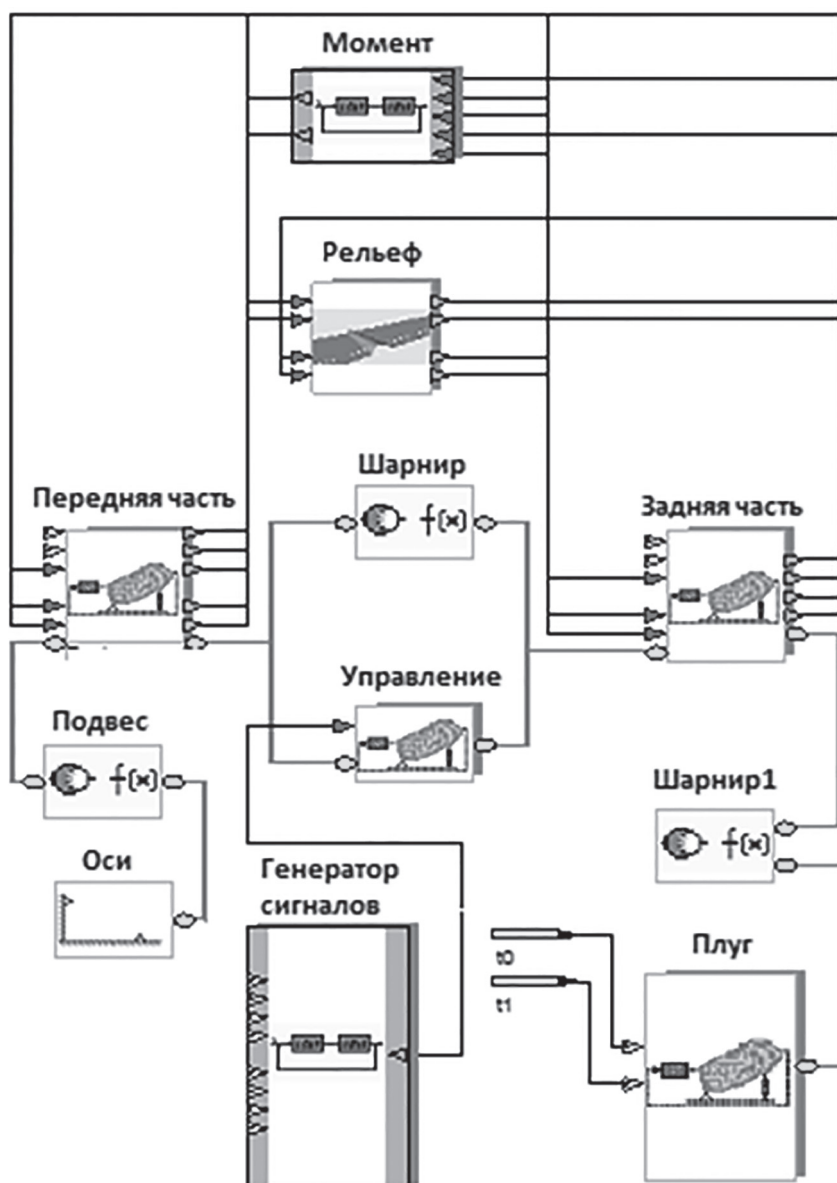 Момент
Рельеф
Шарнир
Передняя часть
Задняя часть
f(x)
Управление
Подвес
f(x)
Шарнир1
f(x)
Оси
Генератор
сигналов
t0
t1
Плуг